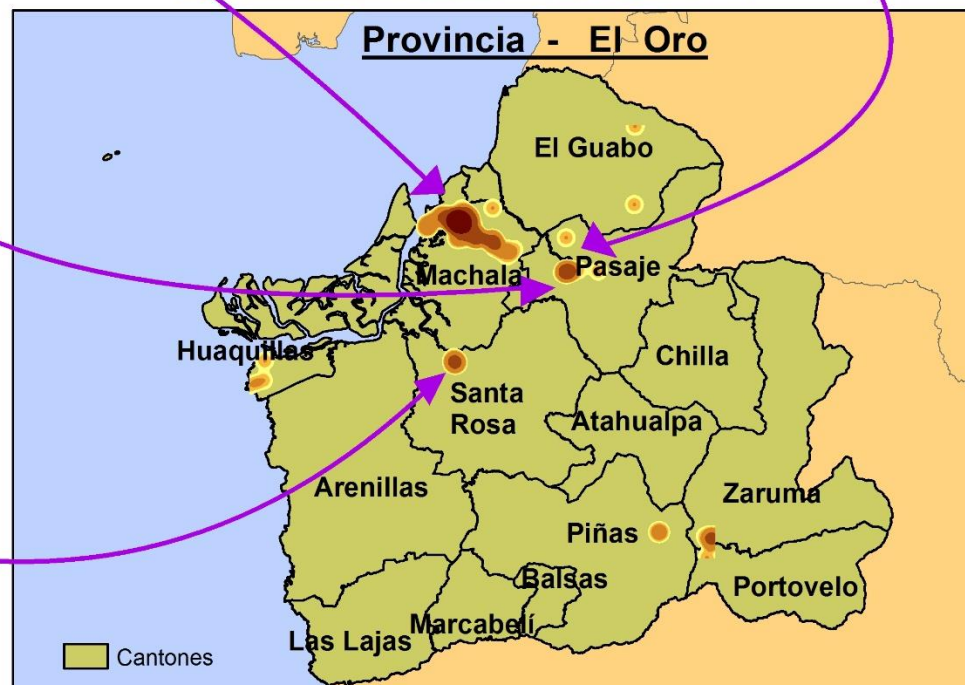 Provincia - El Oro
El Guabo
Pasaje
Machala
Huaquillas
Chilla
Santa
Rosa
Atahualpa
Arenillas
Zaruma
Piñas
Balsas
Portovelo
Marcabelí
Las Lajas
Cantones